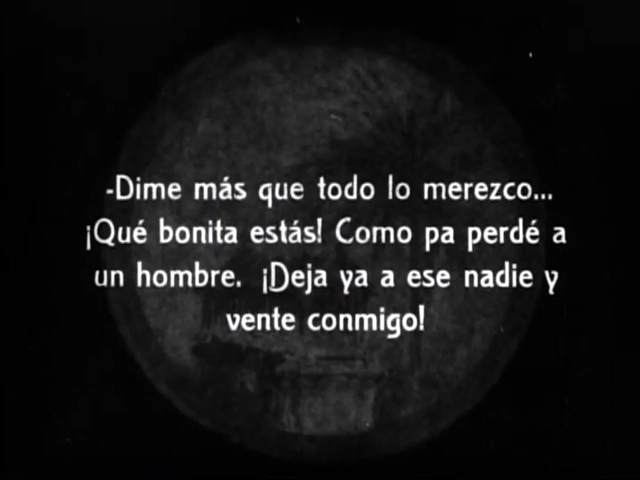 -Dime más que todo lo merezco...
¡Qué bonita estás! Como pa perdé a
un hombre. ¡Deja ya a ese nadie y
vente conmigo!